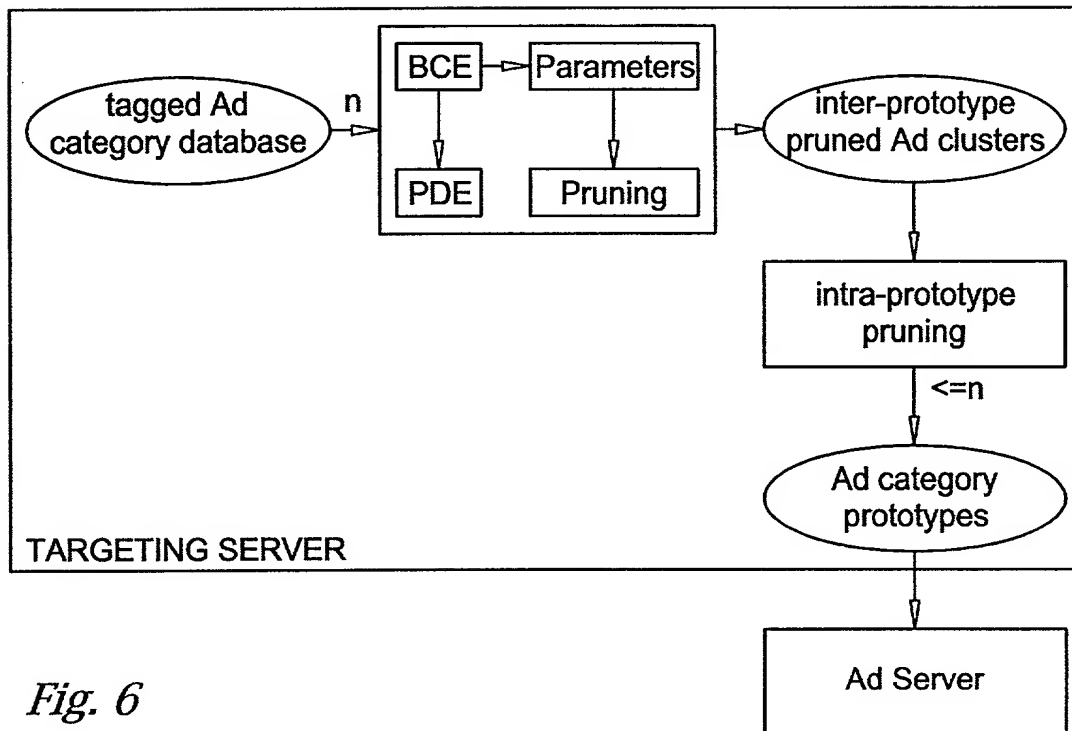 tagged Ad
category database
n
BCE
Parameters
PDE
Pruning
inter-prototype
pruned Ad clusters
intra-prototype
pruning
<=n
Ad category
prototypes
TARGETING SERVER
Ad Server
Fig. 6